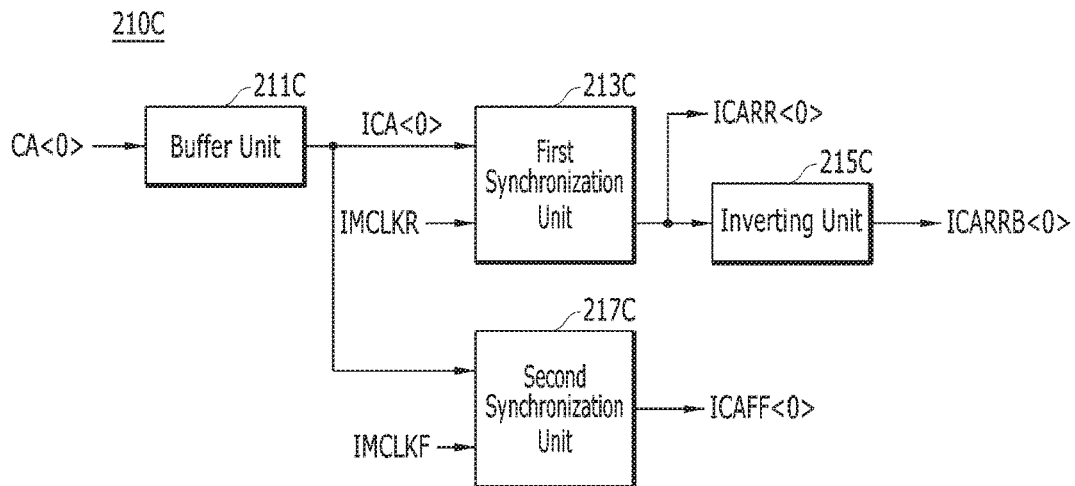 210C
211C
213C
CA<0>
Buffer Unit
ICA<0>
First
Synchronization
Unit
IMCLKR
ICARR<0>
215C
Inverting Unit
ICARRB<0>
217C
Second
Synchronization
Unit
IMCLKF
ICAFF<0>